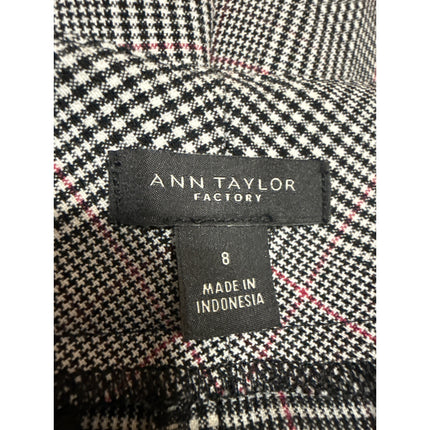 ANN TAYLOR
FACTORY
8
MADE IN
INDONESIA